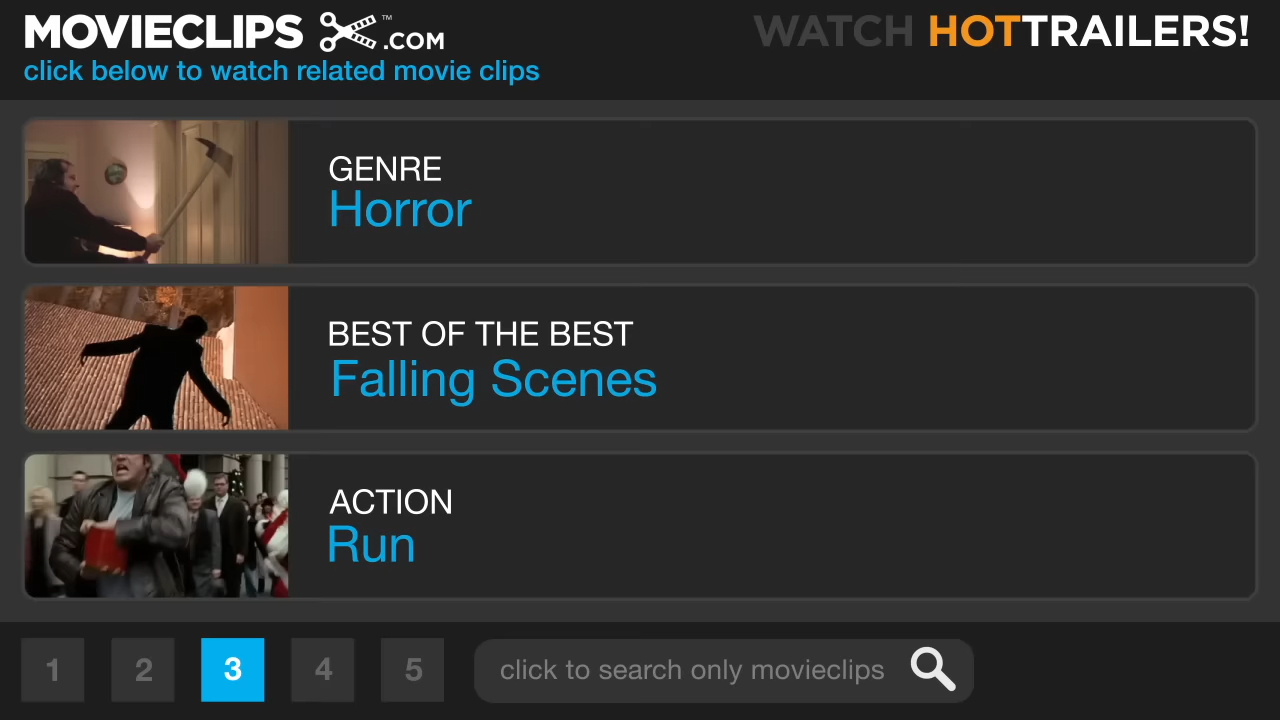 MOVIECLIPS ™ .COM
WATCH HOTTRAILERS!
click below to watch related movie clips
GENRE
Horror
BEST OF THE BEST
Falling Scenes
ACTION
Run
1 2 3 4 5 click to search only movieclips